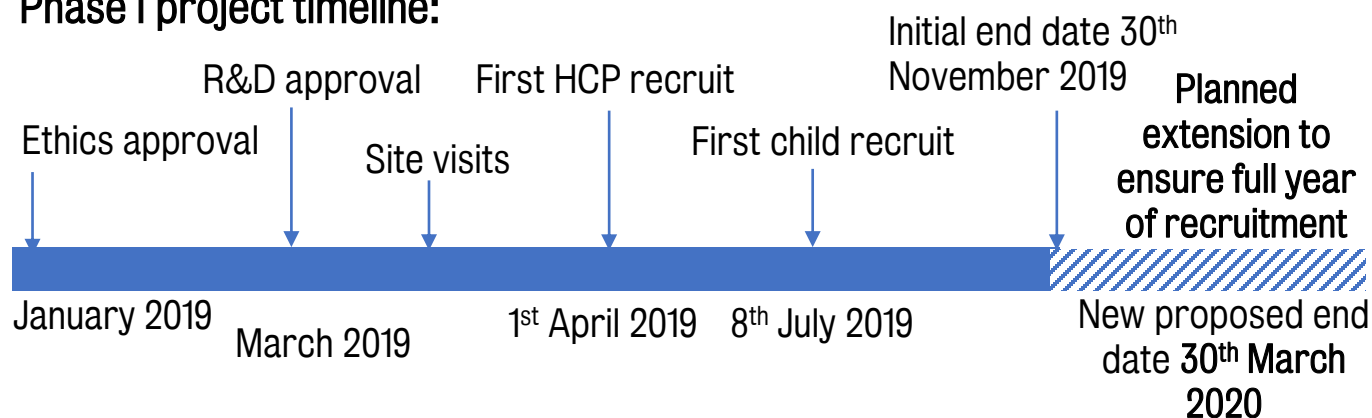 Phase I project timeline:
Initial end date 30th
November 2019
R&D approval
First HCP recruit
Planned
extension to
ensure full year
of recruitment
Ethics approval
Site visits
First child recruit
January 2019
March 2019
1st April 2019
8th July 2019
New proposed end
date 30th March
2020